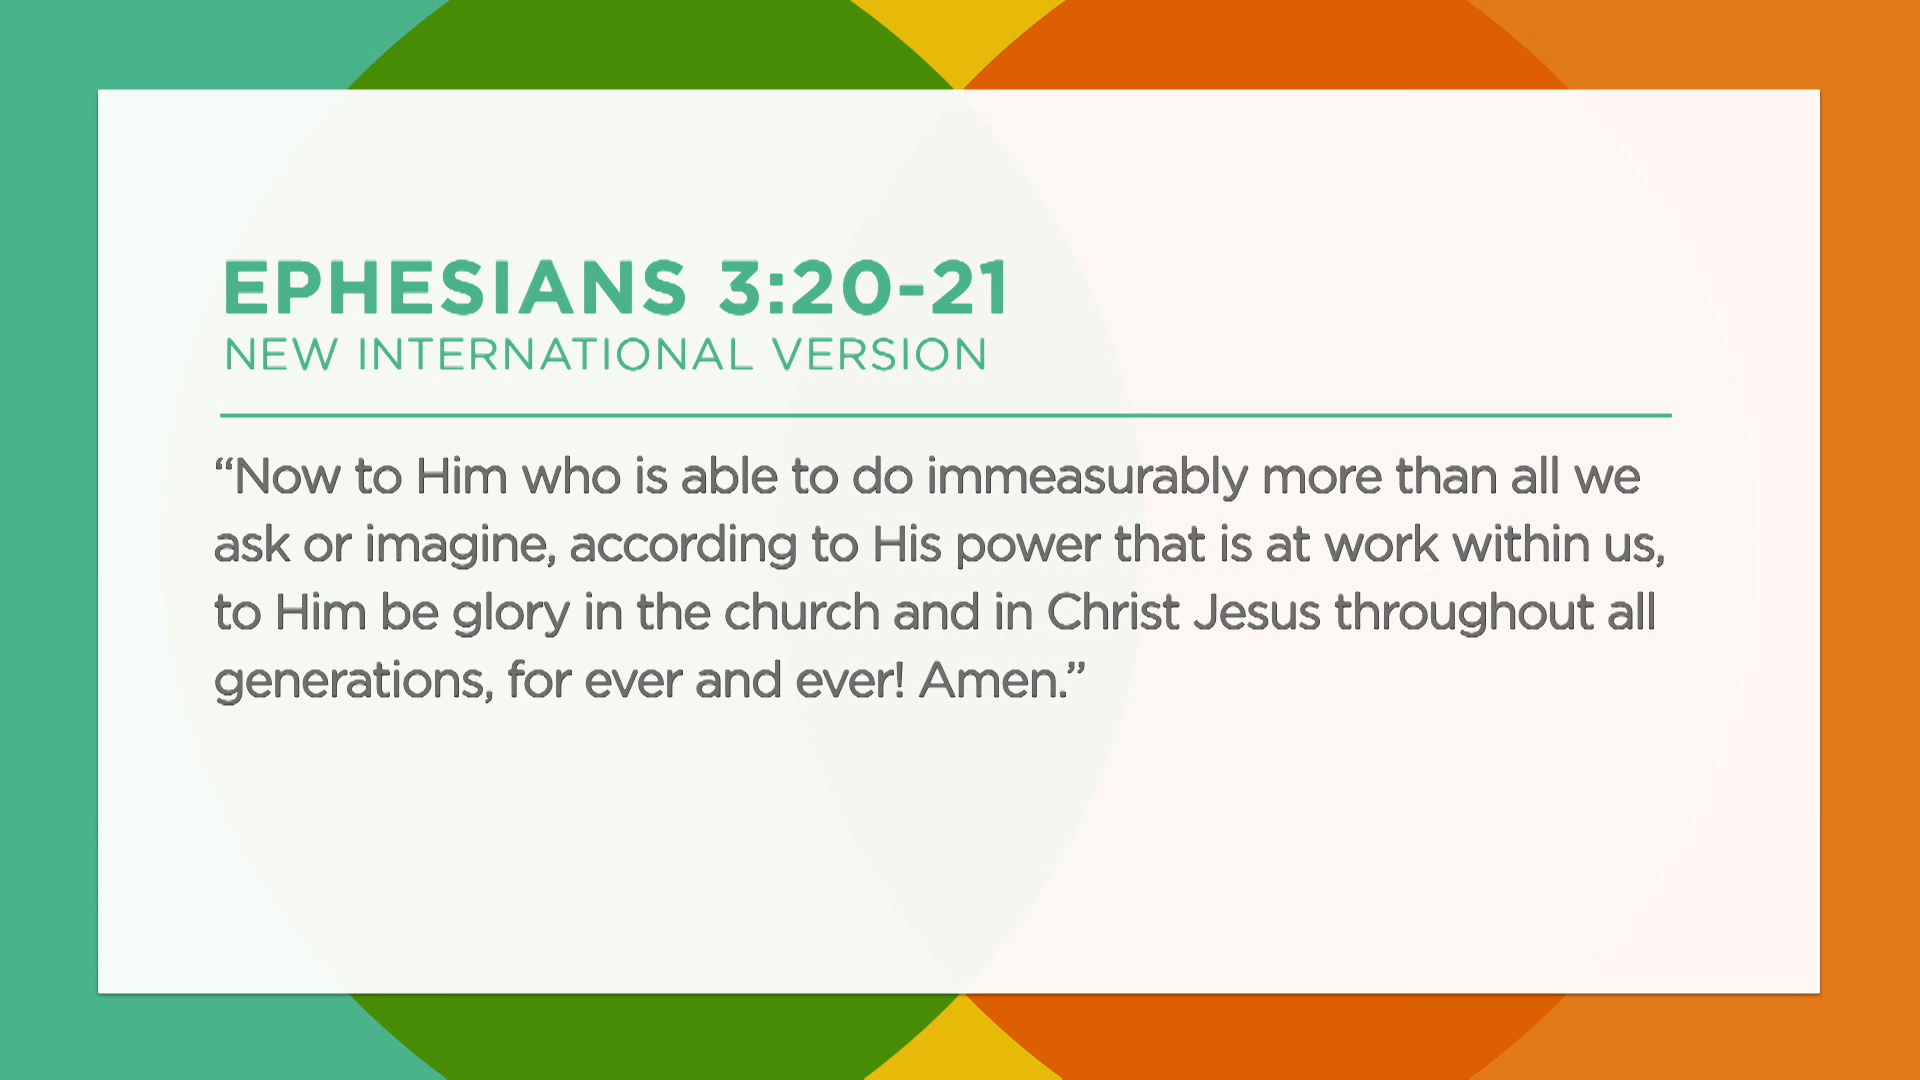 EPHESIANS 3:20-21
NEW INTERNATIONAL VERSION
“Now to Him who is able to do immeasurably more than all we
ask or imagine, according to His power that is at work within us,
to Him be glory in the church and in Christ Jesus throughout all
generations, for ever and ever! Amen.”